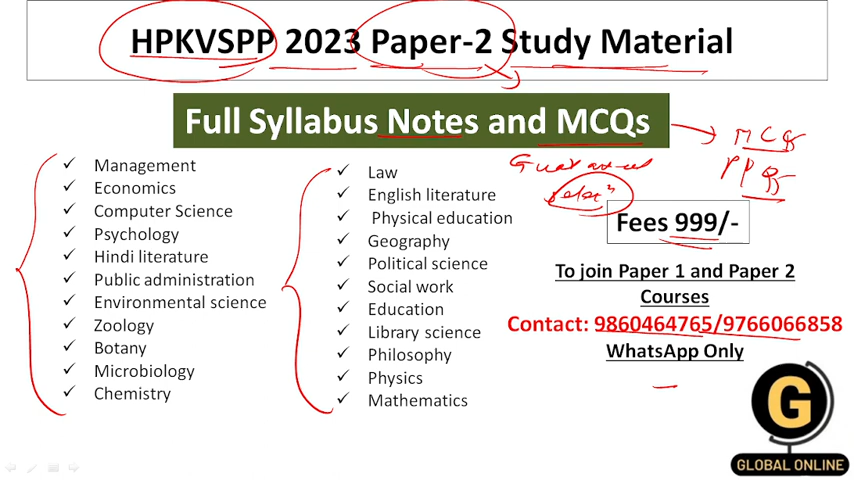 HPKVSPP 2023 Paper-2 Study Material
Full Syllabus Notes and MCQs
Management
Economics
Computer Science
Psychology
Hindi literature
Public administration
Environmental science
Zoology
Botany
Microbiology
Chemistry
Law
English literature
Physical education
Geography
Political science
Social work
Education
Library science
Philosophy
Physics
Mathematics
MCQs
PPQs
Fees 999/-
To join Paper 1 and Paper 2
Courses
Contact: 9860464765/9766066858
WhatsApp Only
G
GLOBAL ONLINE